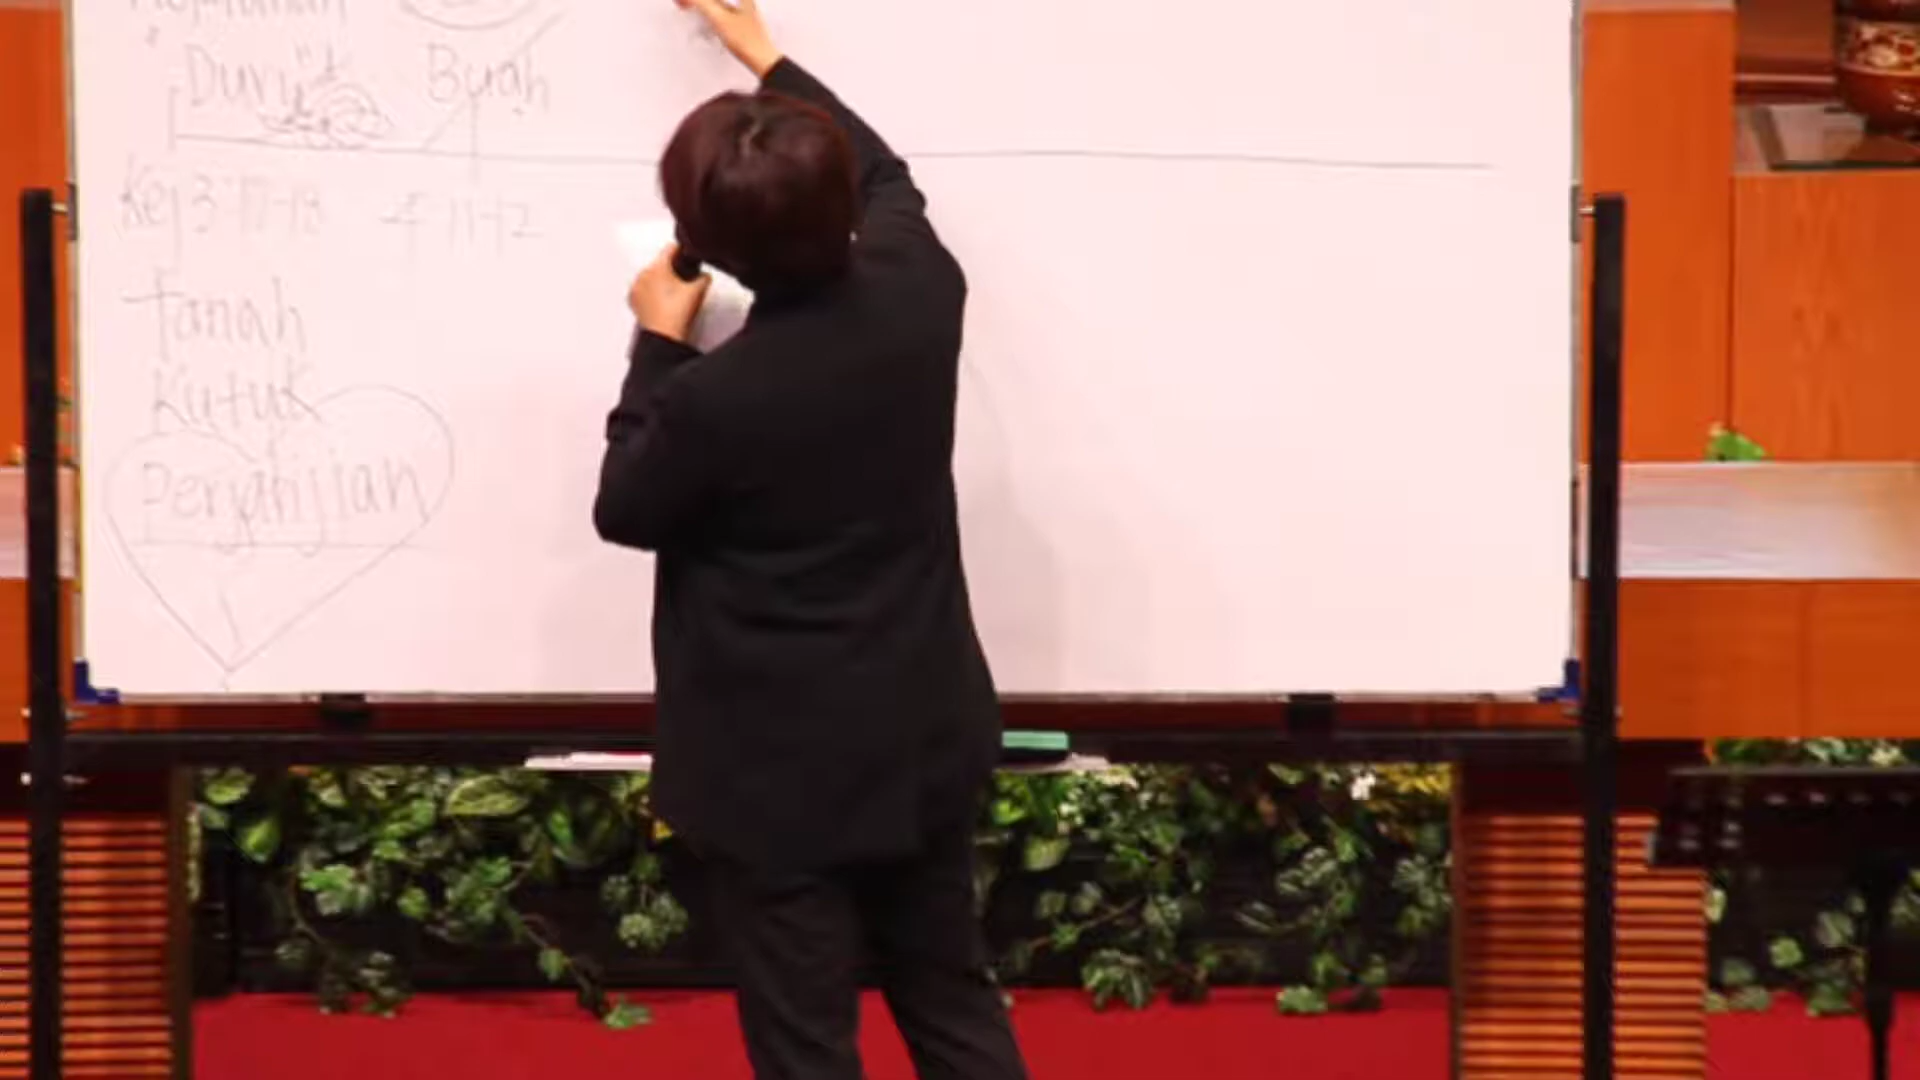 Duri Buah
Kej 3:17-18 4:11-12
Tanah
Kutuk
Perjanjian